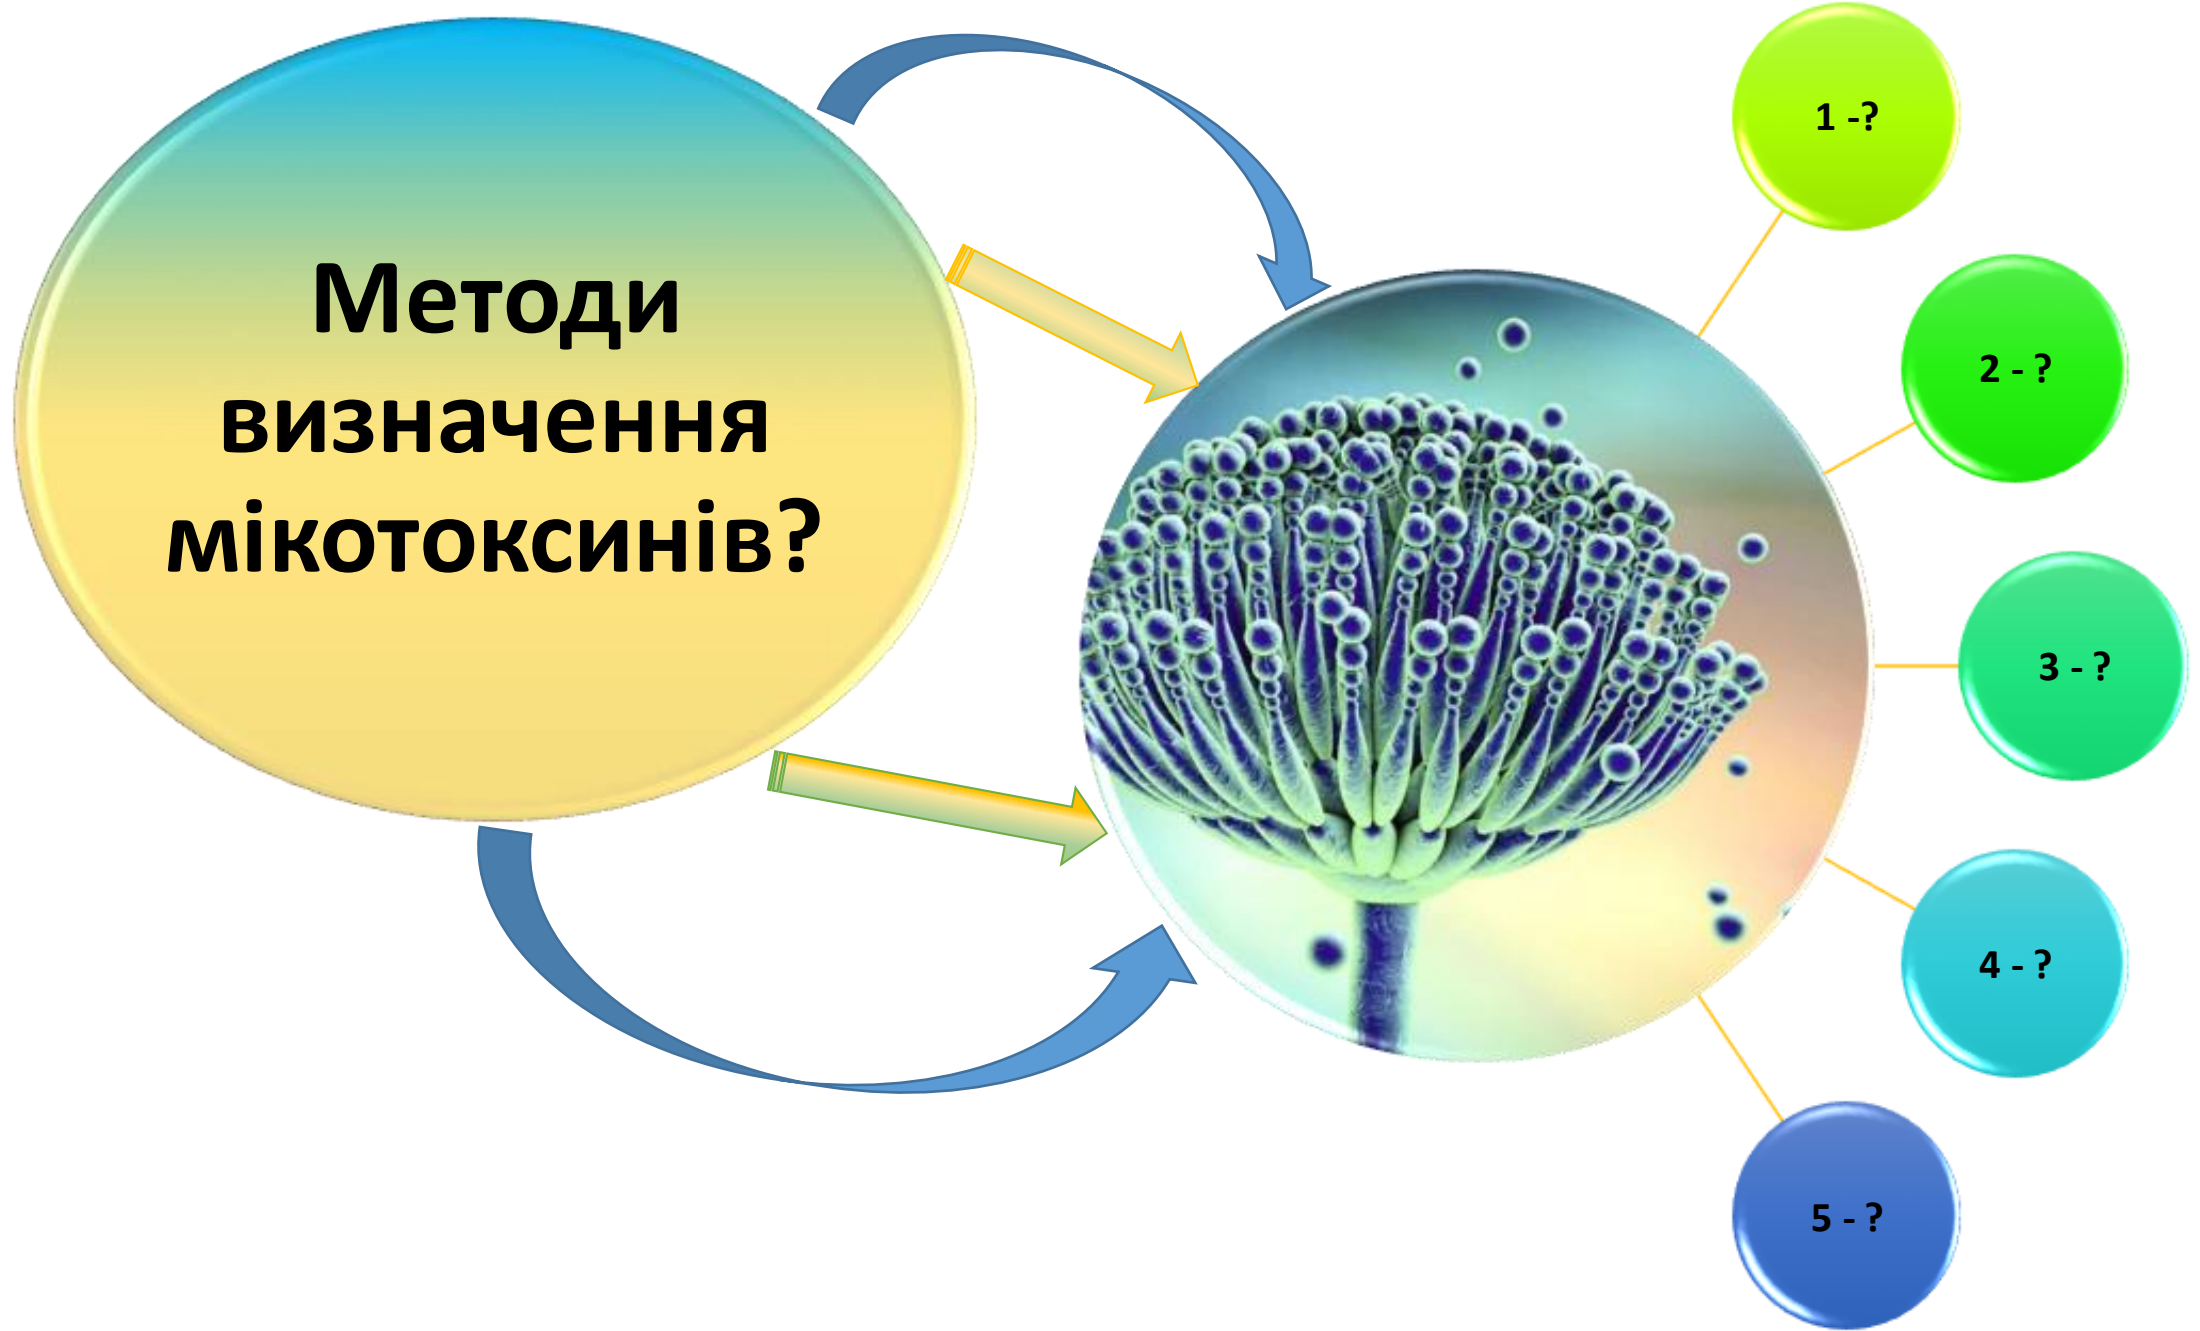 Методи
визначення
мікотоксинів?
1 -?
2 - ?
3 - ?
4 - ?
5 - ?